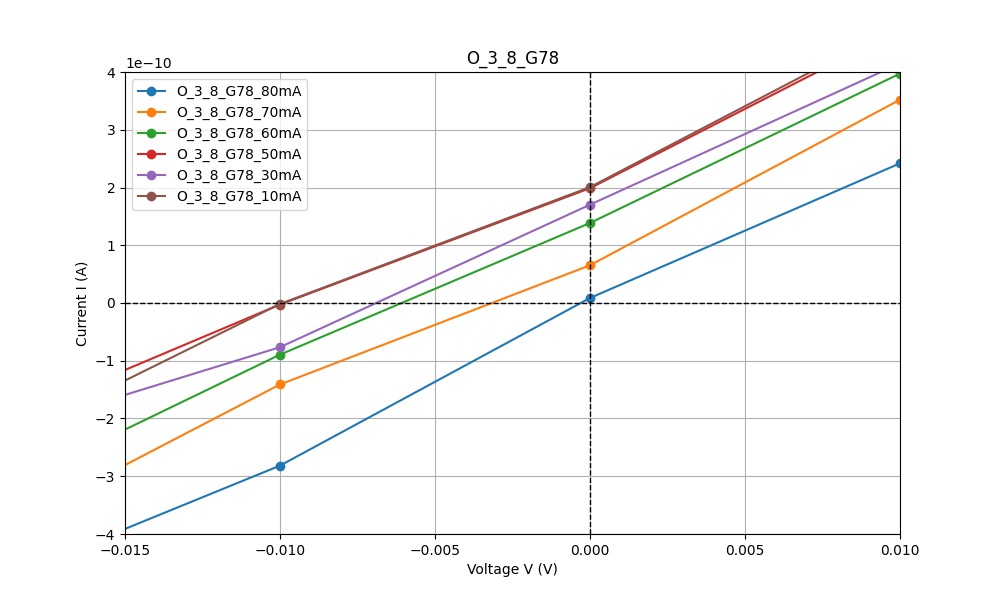 O_3_8_G78
1e−10
4
3
2
1
0
−1
−2
−3
−4
Current I (A)
O_3_8_G78_80mA
O_3_8_G78_70mA
O_3_8_G78_60mA
O_3_8_G78_50mA
O_3_8_G78_30mA
O_3_8_G78_10mA
−0.015 −0.010 −0.005 0.000 0.005 0.010
Voltage V (V)